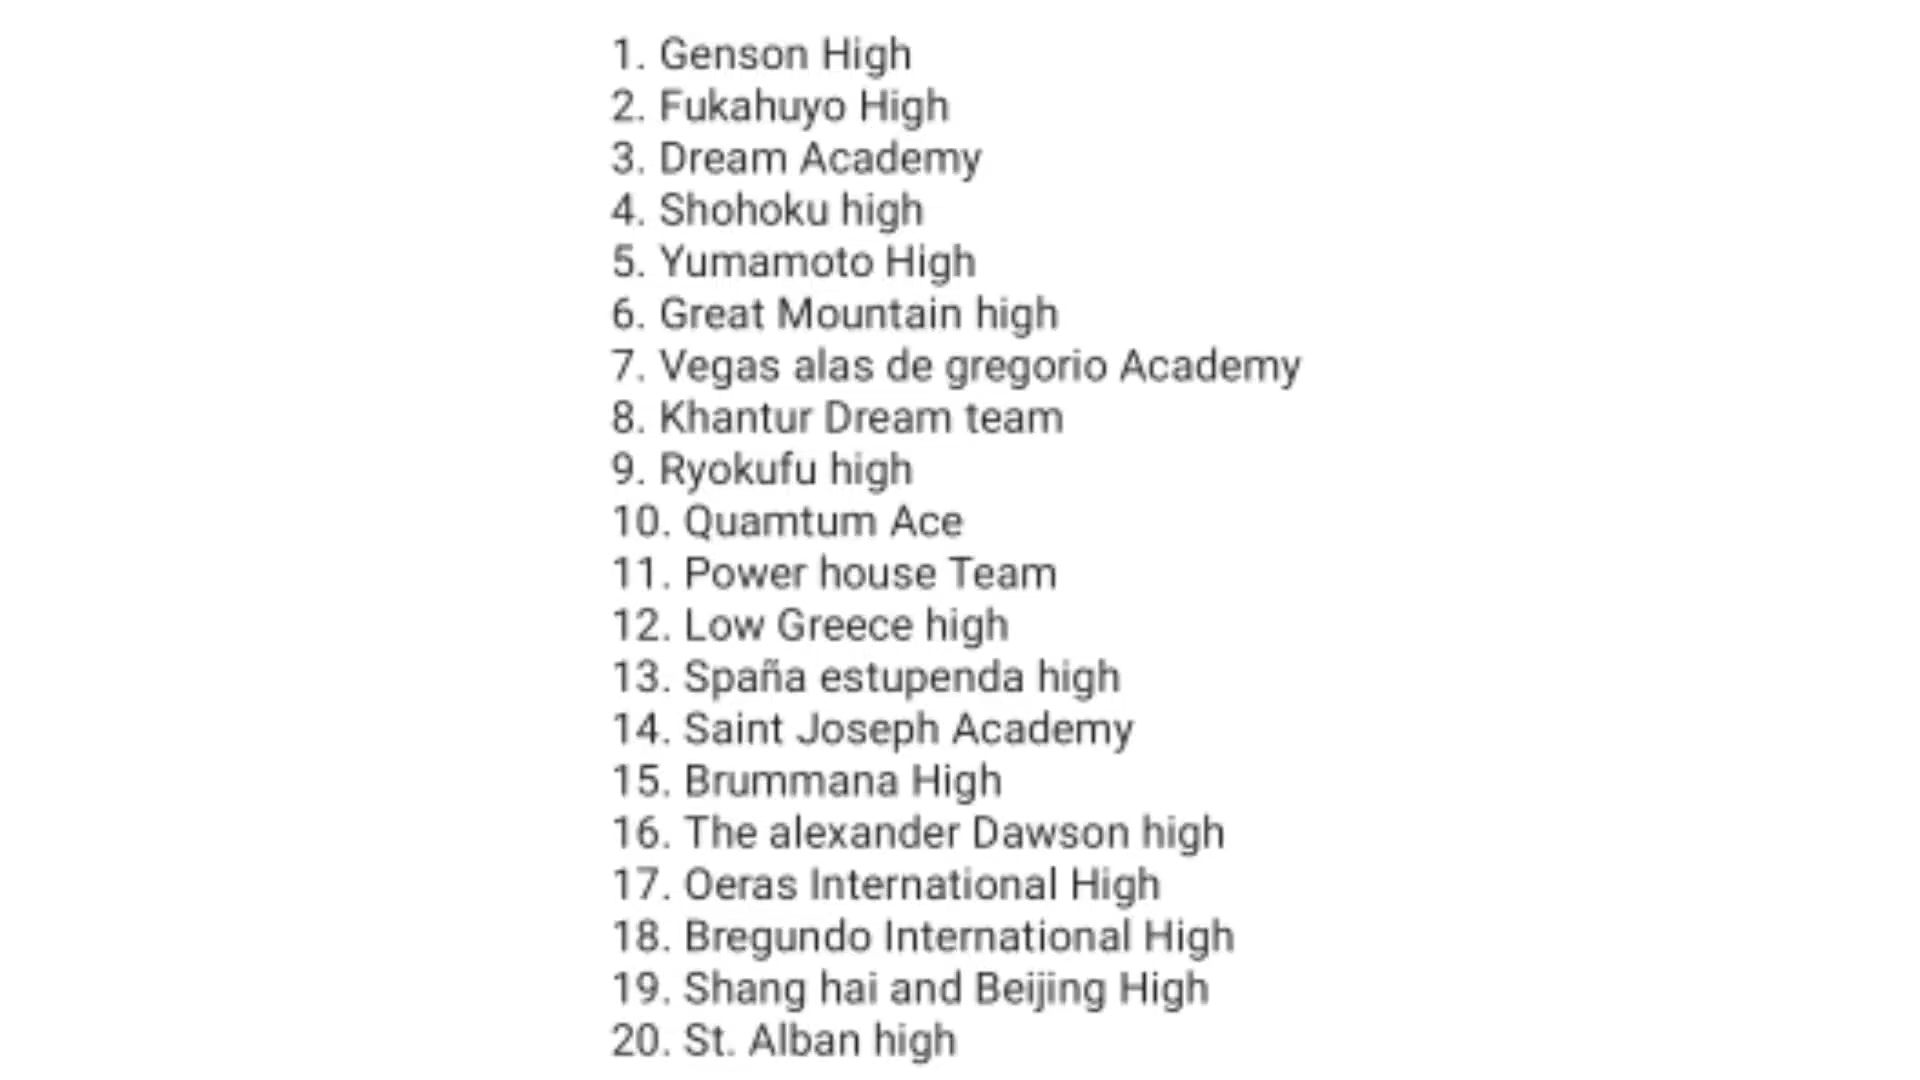 1. Genson High
2. Fukahuyo High
3. Dream Academy
4. Shohoku high
5. Yumamoto High
6. Great Mountain high
7. Vegas alas de gregorio Academy
8. Khantur Dream team
9. Ryokufu high
10. Quamtum Ace
11. Power house Team
12. Low Greece high
13. Spaña estupenda high
14. Saint Joseph Academy
15. Brummana High
16. The alexander Dawson high
17. Oeras International High
18. Bregundo International High
19. Shang hai and Beijing High
20. St. Alban high